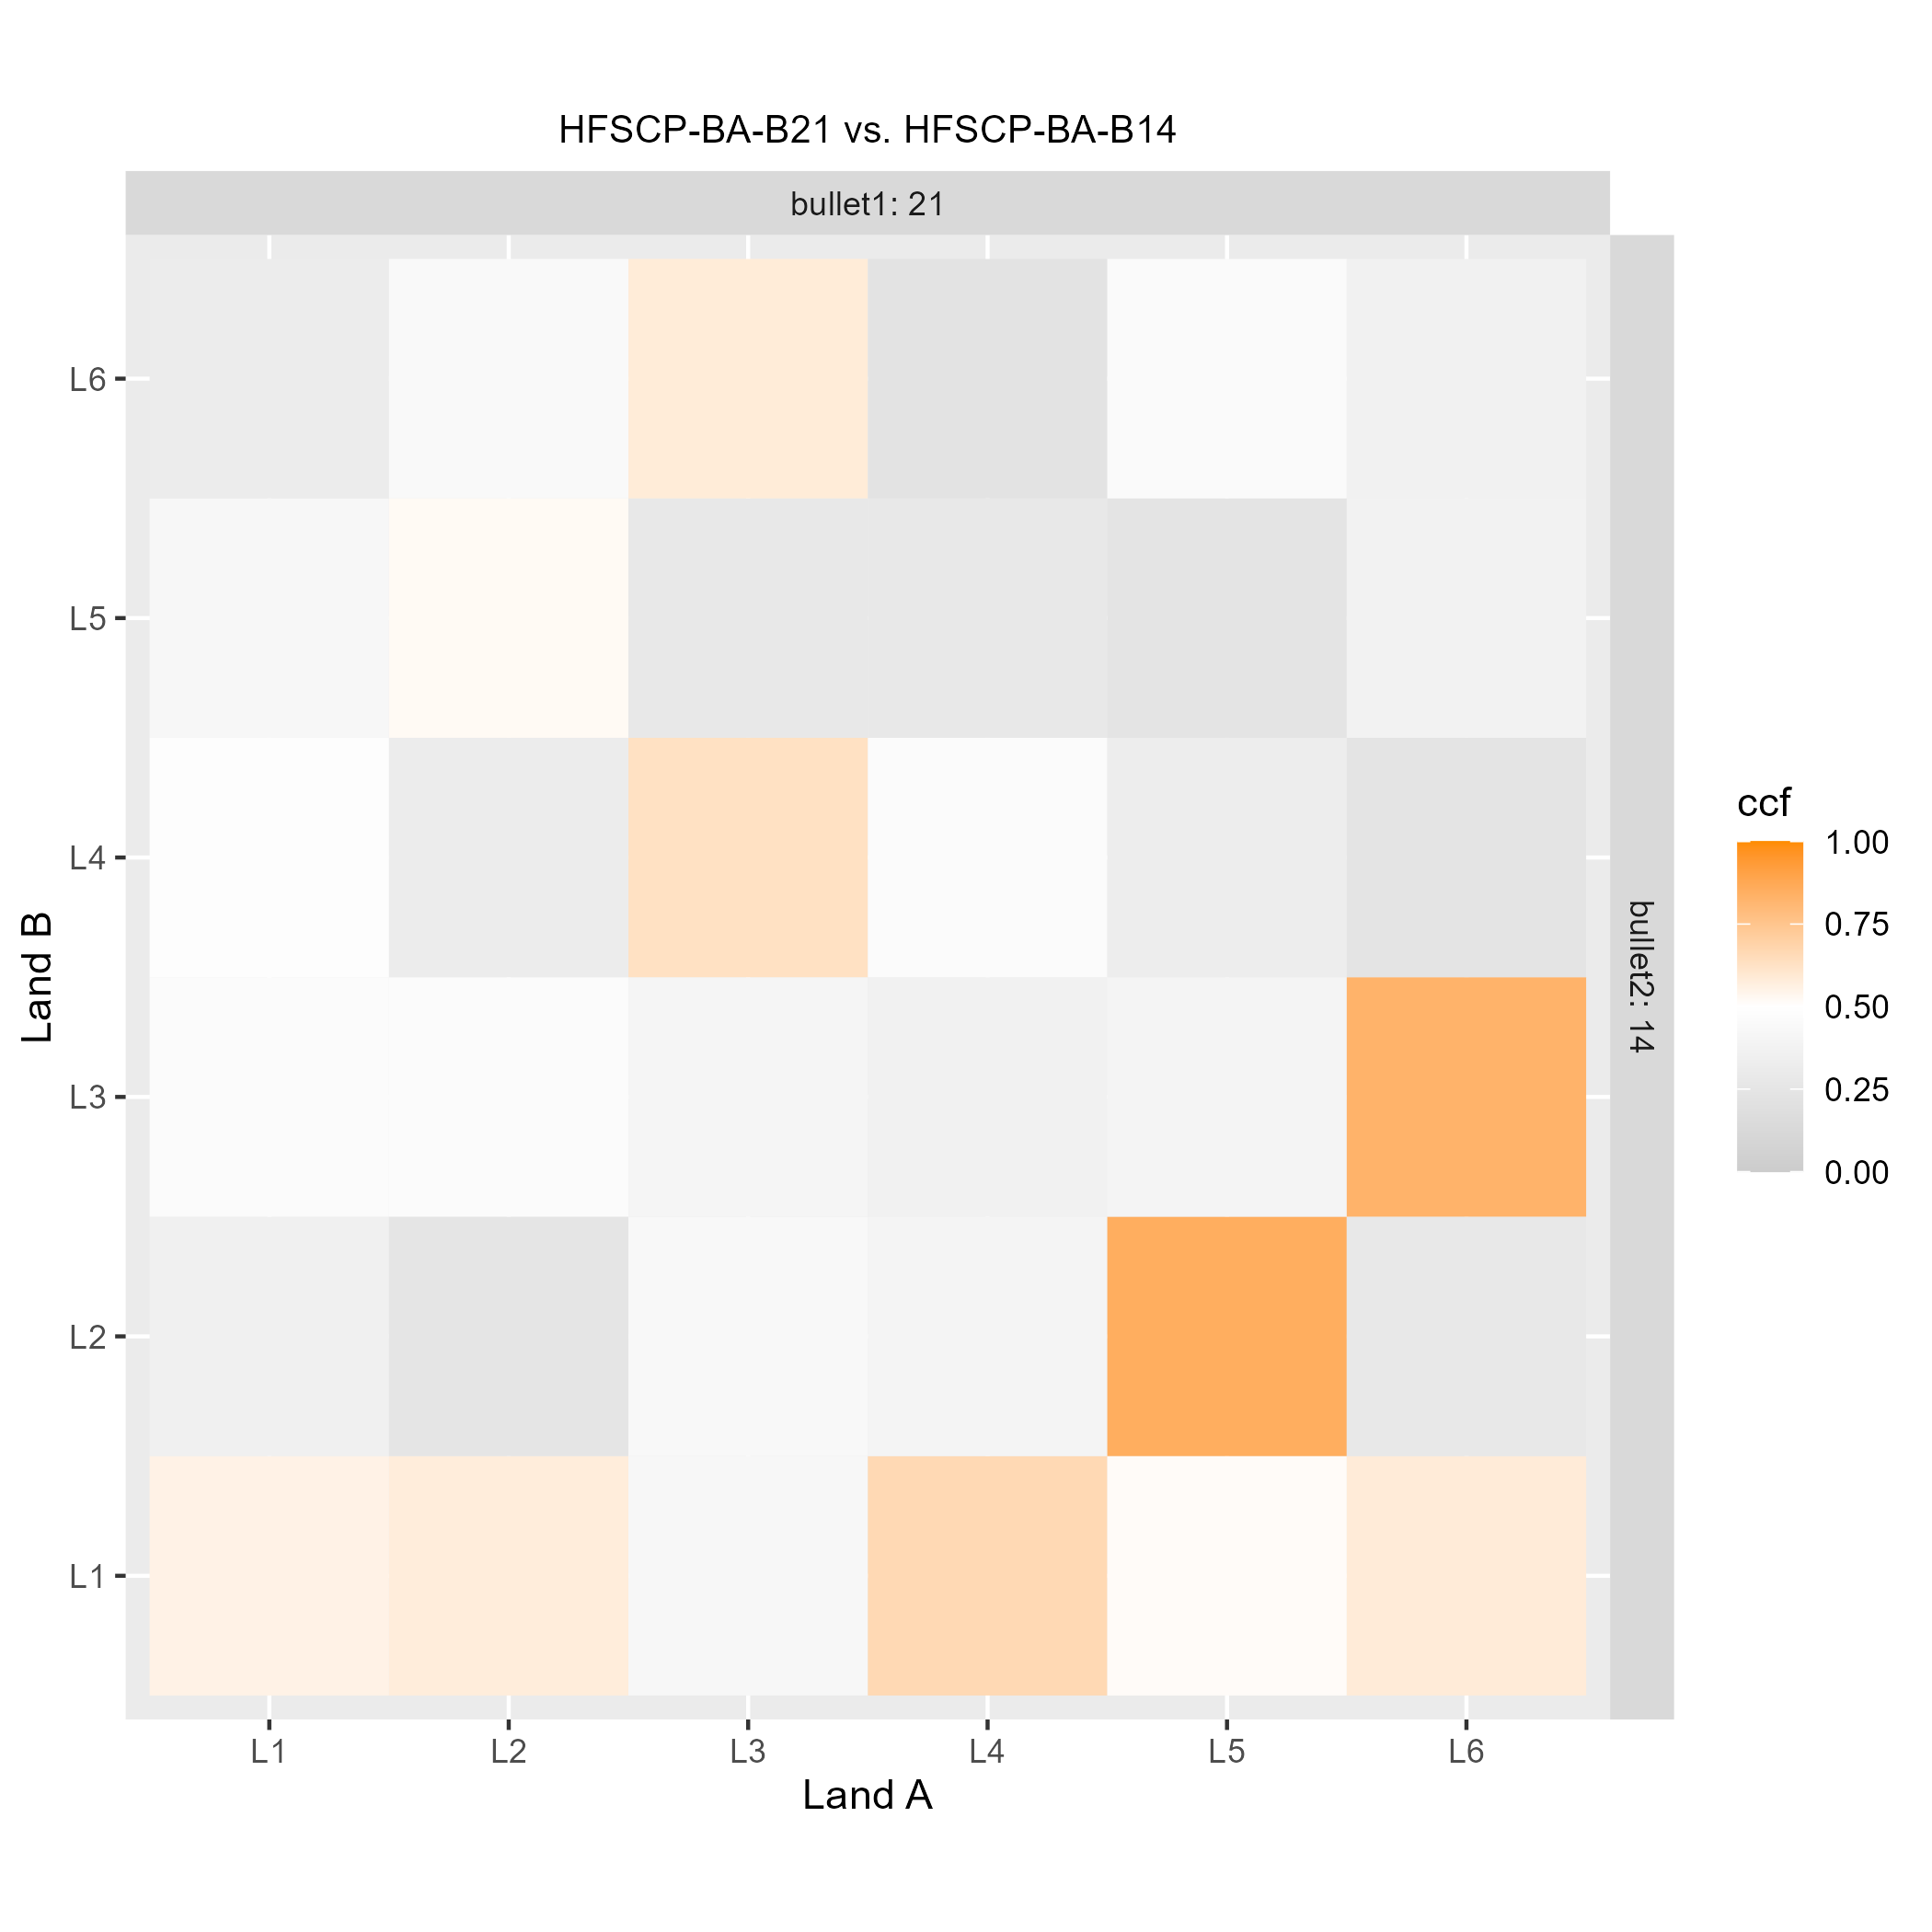 HFSCP-BA-B21 vs. HFSCP-BA-B14
bullet1: 21
L6
L5
L4
L3
L2
L1
Land B
L1
L2
L3
L4
L5
L6
Land A
bullet2: 14
ccf
1.00
0.75
0.50
0.25
0.00